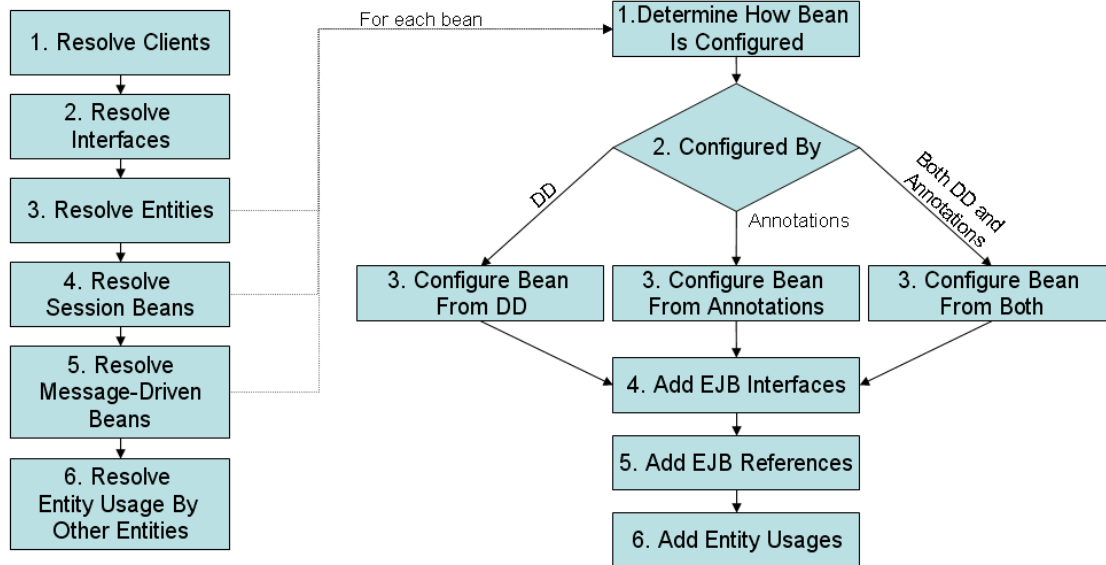 1. Resolve Clients
2. Resolve
Interfaces
3. Resolve Entities
4. Resolve
Session Beans
5. Resolve
Message-Driven
Beans
6. Resolve
Entity Usage By
Other Entities
For each bean
1.Determine How Bean
Is Configured
2. Configured By
DD
Annotations
Both DD and
Annotations
3. Configure Bean
From DD
3. Configure Bean
From Annotations
3. Configure Bean
From Both
4. Add EJB Interfaces
5. Add EJB References
6. Add Entity Usages